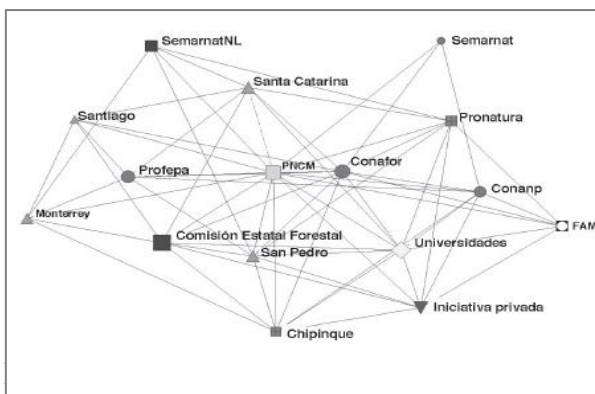 SemarnatNL
Semarnat
Santa Catarina
Santiago
Pronatura
Profepa
PNCM
Conafor
Conanp
Monterrey
FAM
Comisión Estatal Forestal
Universidades
San Pedro
Iniciativa privada
Chipinque